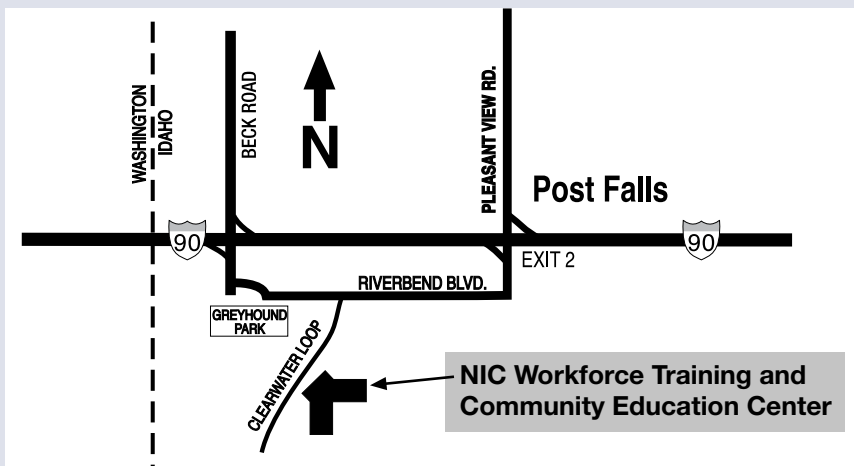 WASHINGTON
IDAHO
BECK ROAD
N
PLEASANT VIEW RD.
Post Falls
90
90
EXIT 2
RIVERBEND BLVD.
GREYHOUND
PARK
CLEARWATER LOOP
NIC Workforce Training and
Community Education Center